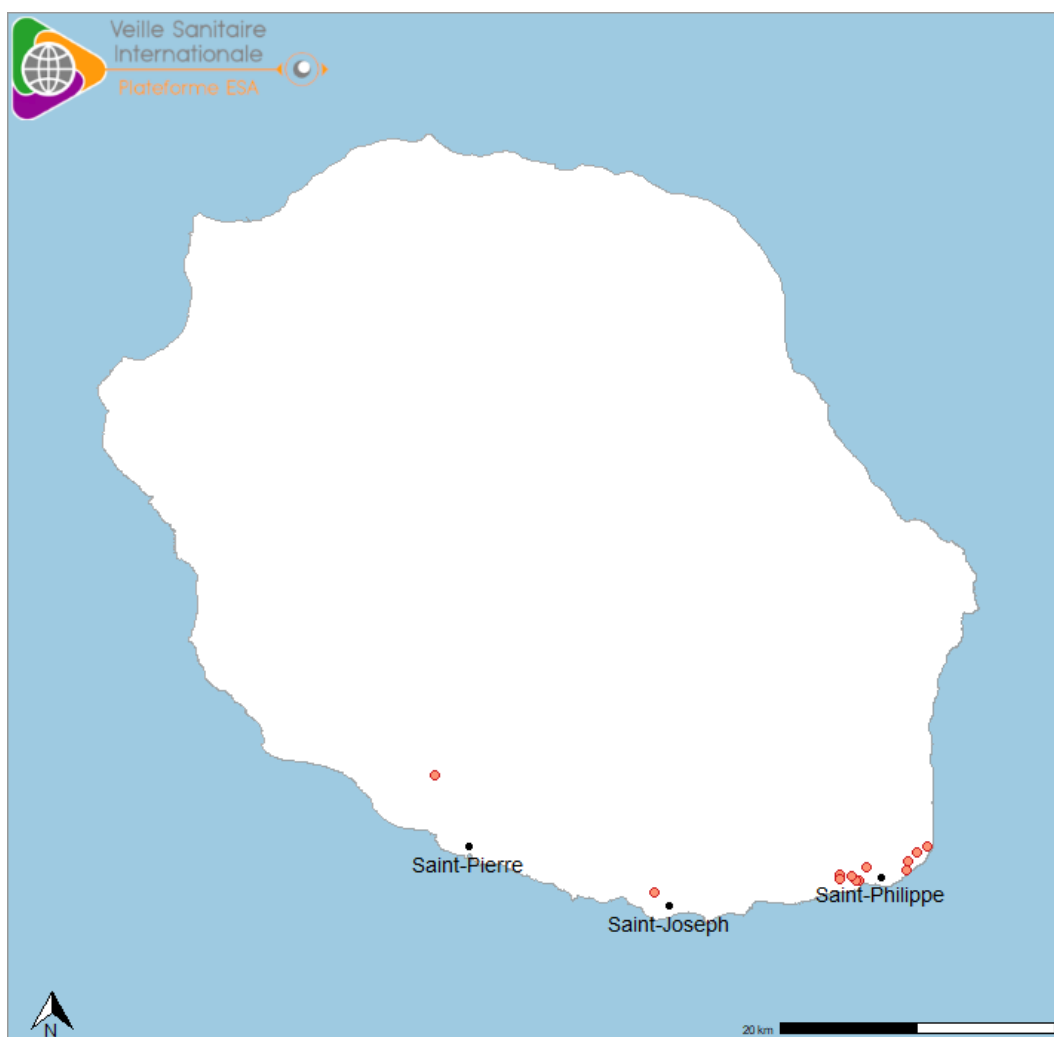 Veille Sanitaire
Internationale
Plateforme ESA
Saint-Pierre
Saint-Philippe
Saint-Joseph
N
20 km